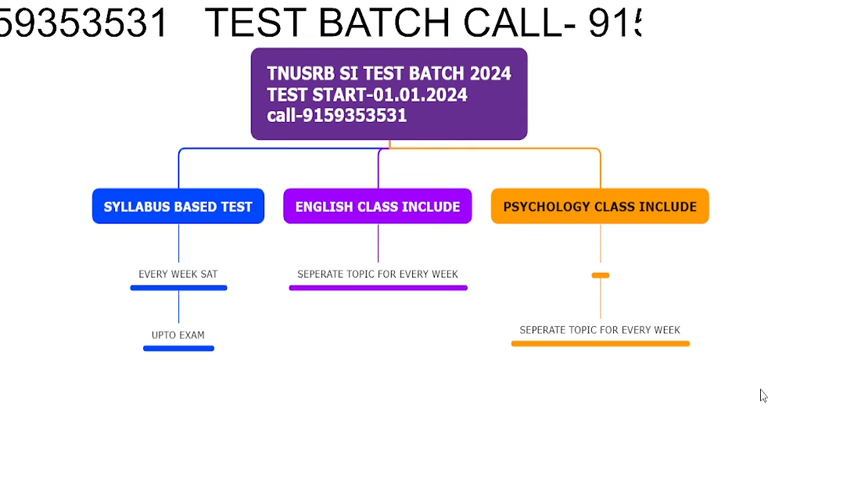 59353531 TEST BATCH CALL- 915
TNUSRB SI TEST BATCH 2024
TEST START-01.01.2024
call-9159353531
SYLLABUS BASED TEST
ENGLISH CLASS INCLUDE
PSYCHOLOGY CLASS INCLUDE
EVERY WEEK SAT
SEPERATE TOPIC FOR EVERY WEEK
UPTO EXAM
SEPERATE TOPIC FOR EVERY WEEK